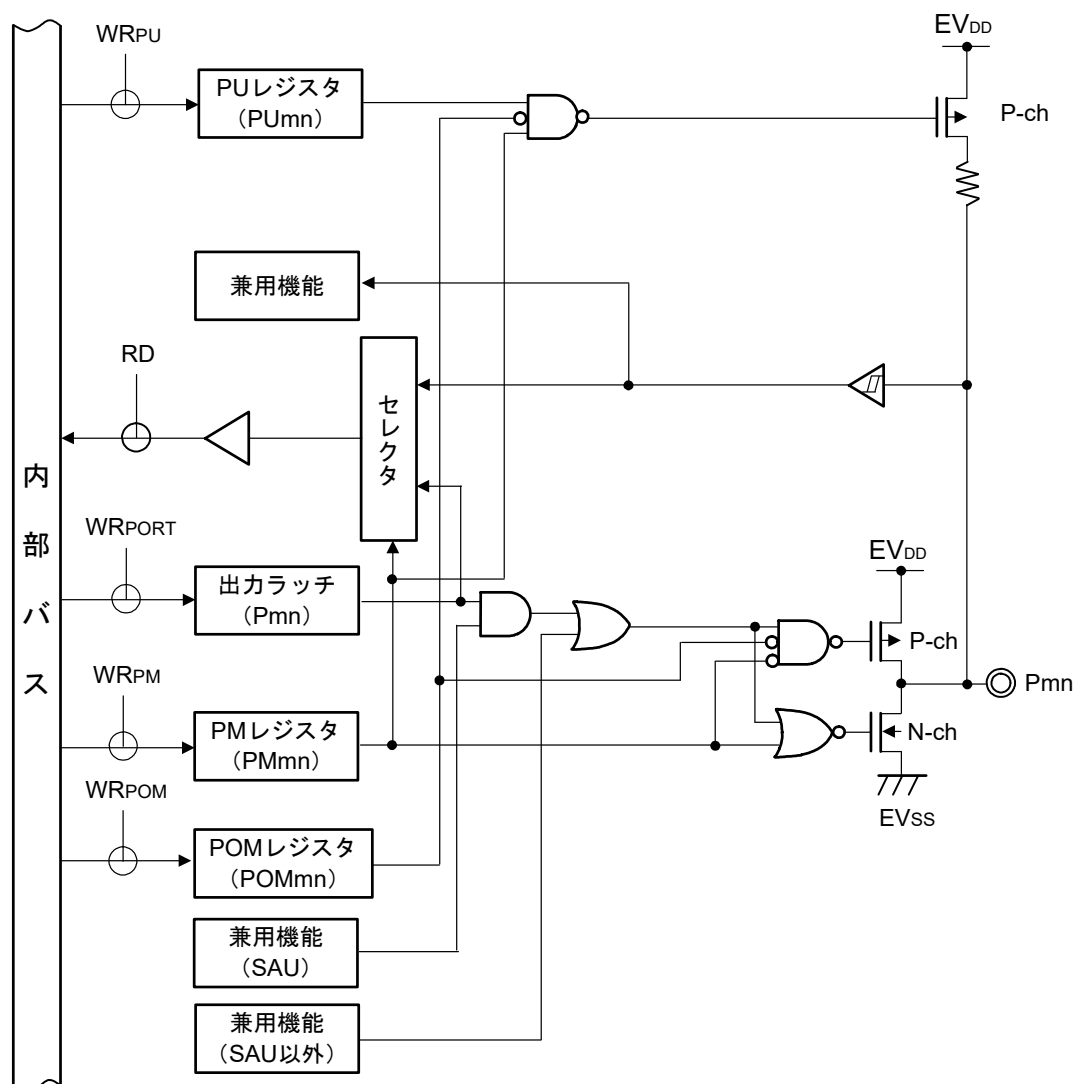 WRPU
EVDD
PUレジスタ
（PUmn）
P-ch
兼用機能
RD
セレクタ
内部バス
WRPORT
EVDD
出力ラッチ
（Pmn）
P-ch
Pmn
WRPM
PMレジスタ
（PMmn）
N-ch
WRPOM
EVSS
POMレジスタ
（POMmn）
兼用機能
（SAU）
兼用機能
（SAU以外）